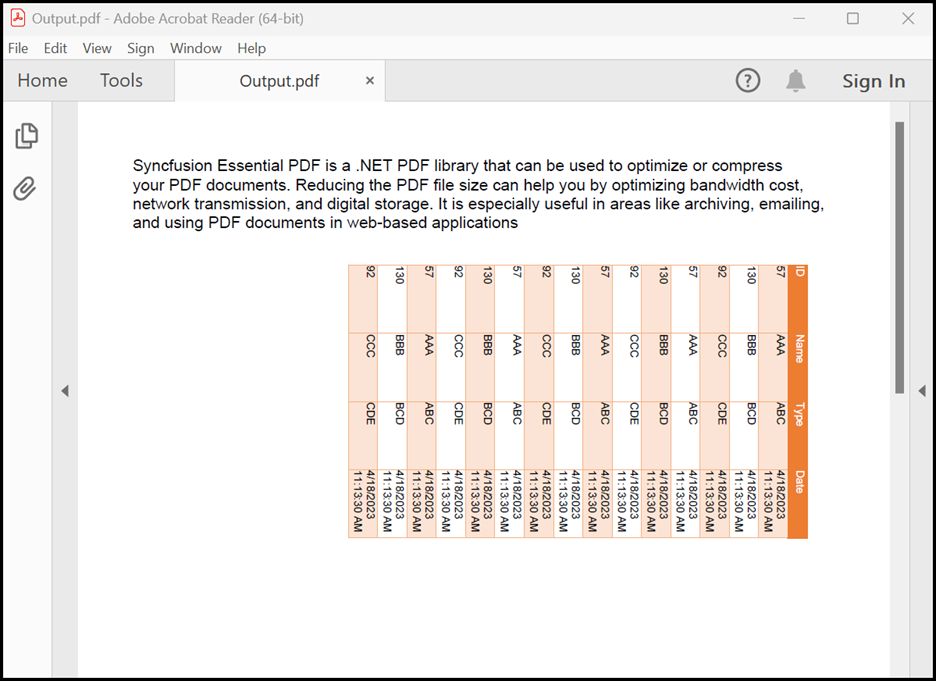 Output.pdf - Adobe Acrobat Reader (64-bit)
File Edit View Sign Window Help
Home Tools Output.pdf × ? Sign In
Syncfusion Essential PDF is a .NET PDF library that can be used to optimize or compress
your PDF documents. Reducing the PDF file size can help you by optimizing bandwidth cost,
network transmission, and digital storage. It is especially useful in areas like archiving, emailing,
and using PDF documents in web-based applications
ID Name Type Date
57 AAA ABC 4/18/2023
11:13:30 AM
130 BBB BCD 4/18/2023
11:13:30 AM
92 CCC CDE 4/18/2023
11:13:30 AM
57 AAA ABC 4/18/2023
11:13:30 AM
130 BBB BCD 4/18/2023
11:13:30 AM
92 CCC CDE 4/18/2023
11:13:30 AM
57 AAA ABC 4/18/2023
11:13:30 AM
130 BBB BCD 4/18/2023
11:13:30 AM
92 CCC CDE 4/18/2023
11:13:30 AM
57 AAA ABC 4/18/2023
11:13:30 AM
130 BBB BCD 4/18/2023
11:13:30 AM
92 CCC CDE 4/18/2023
11:13:30 AM
57 AAA ABC 4/18/2023
11:13:30 AM
130 BBB BCD 4/18/2023
11:13:30 AM
92 CCC CDE 4/18/2023
11:13:30 AM